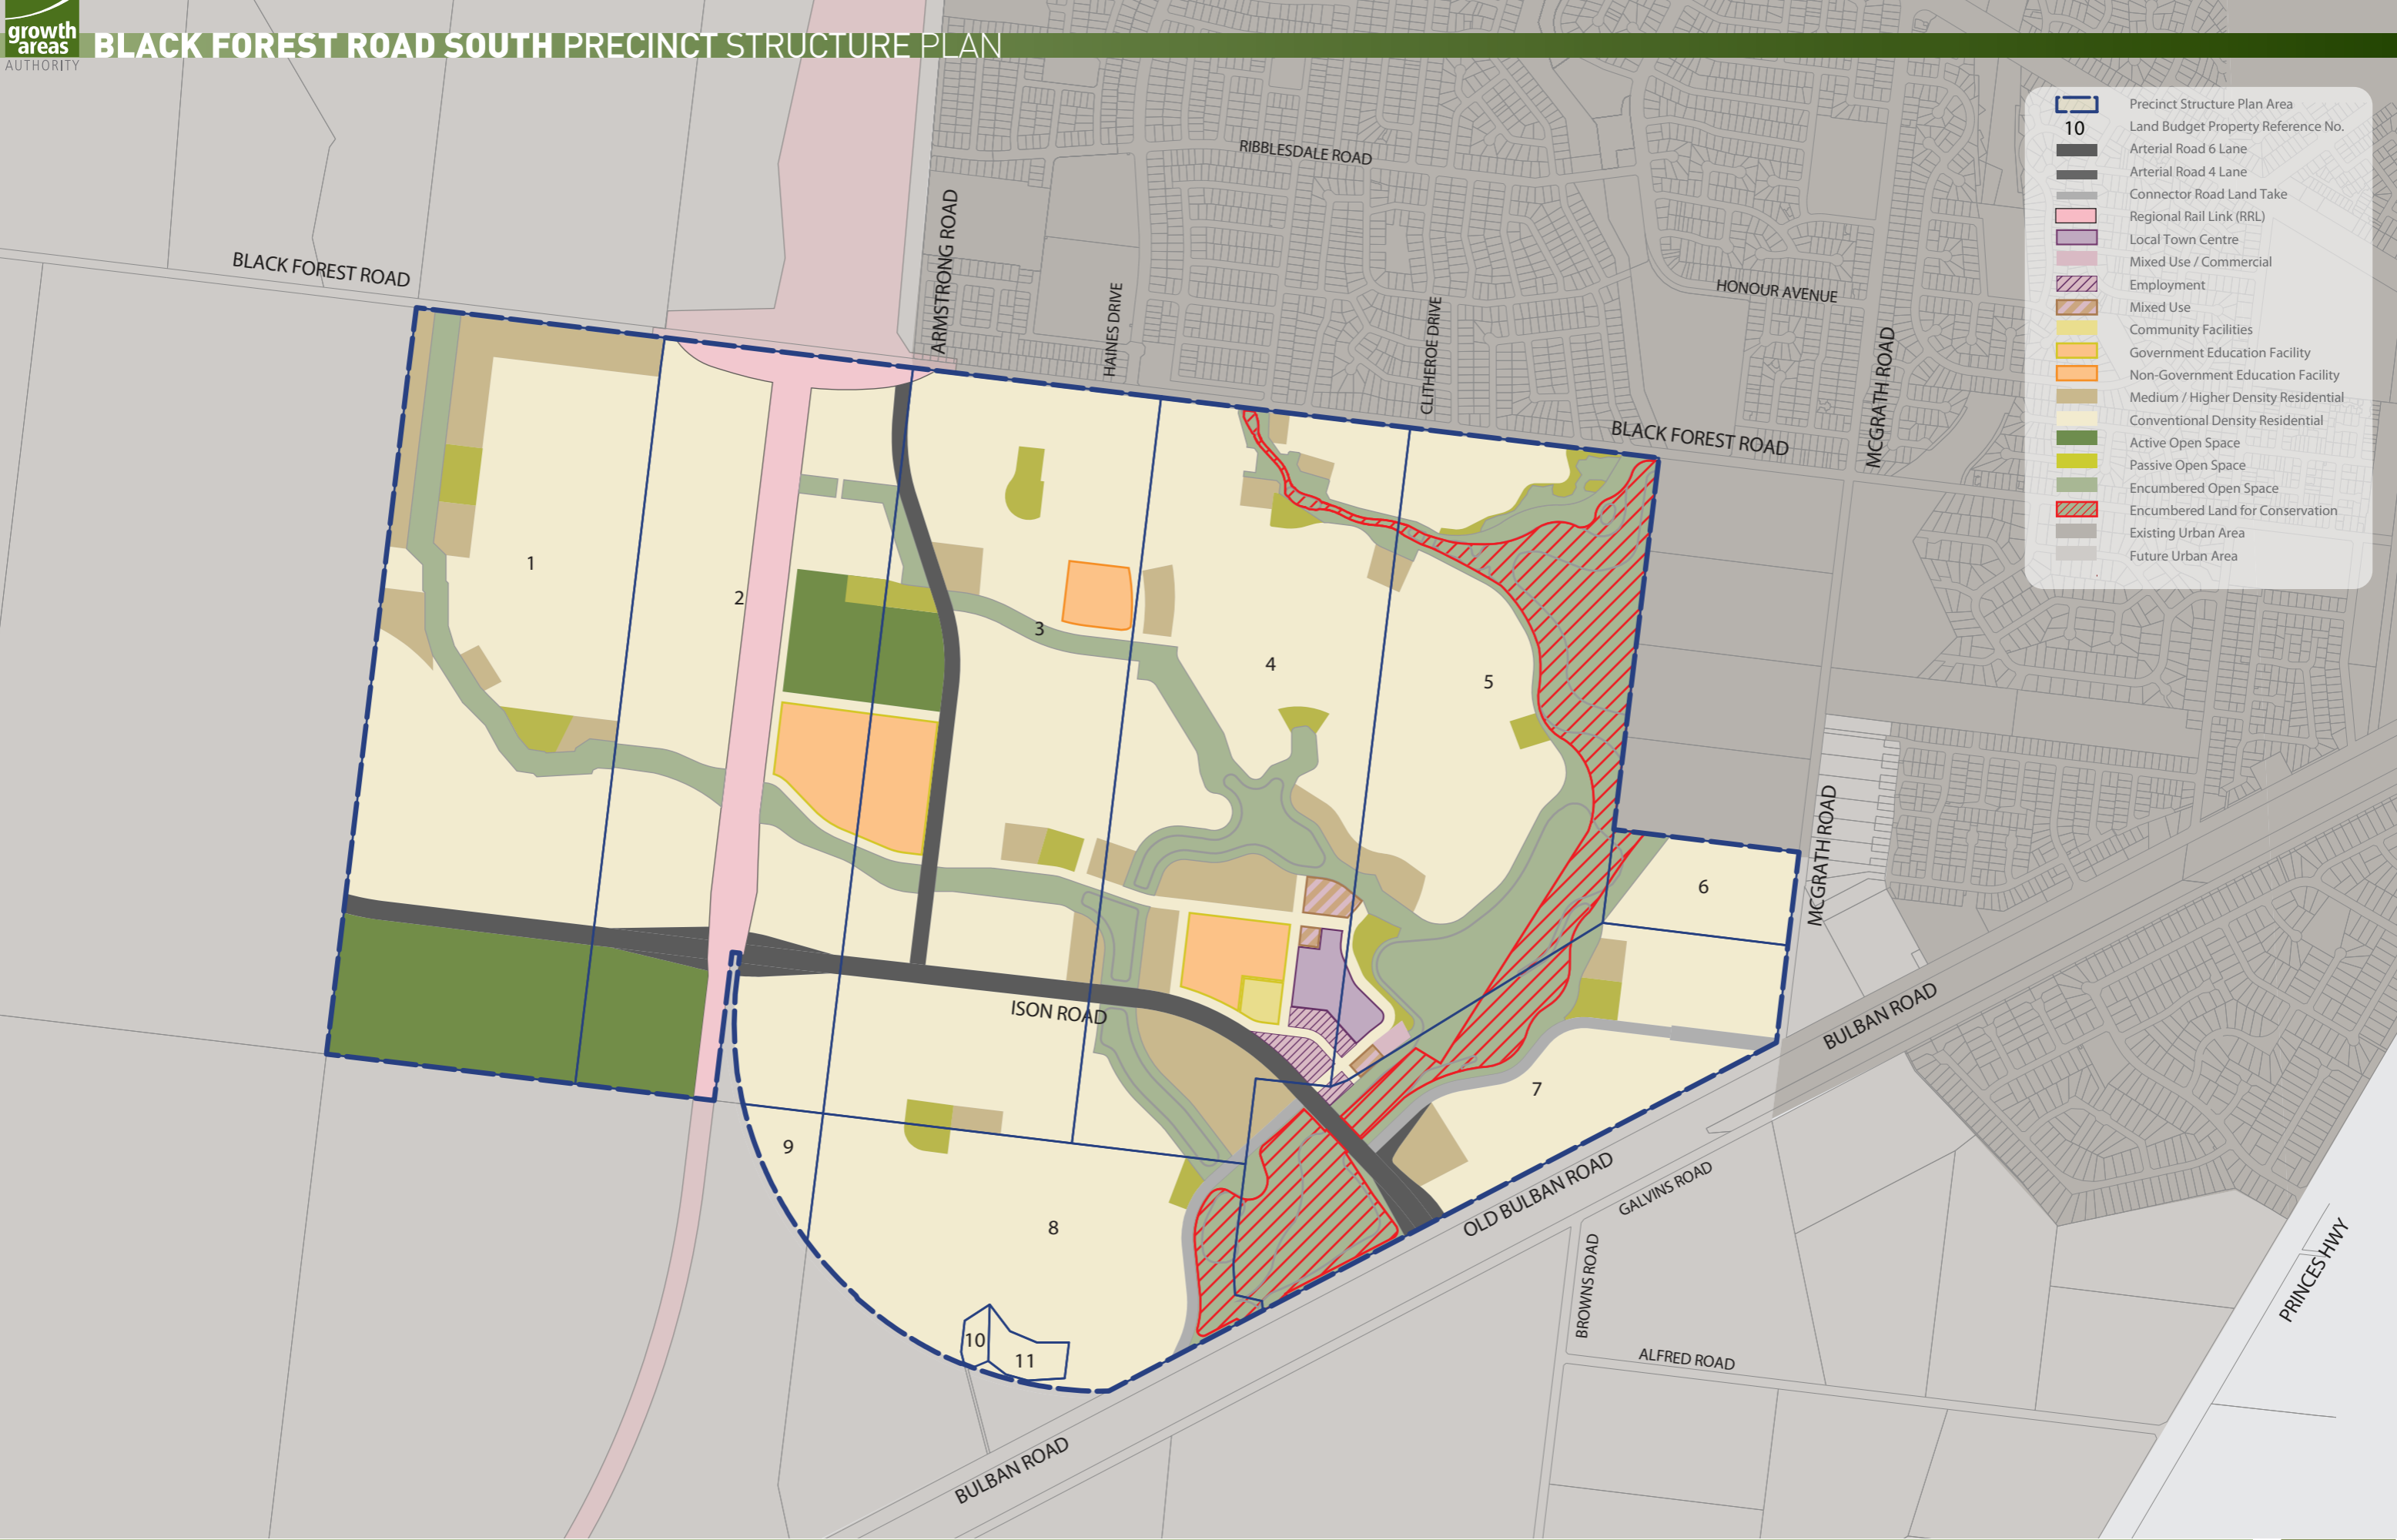 growth
areas
AUTHORITY
BLACK FOREST ROAD SOUTH PRECINCT STRUCTURE PLAN
Precinct Structure Plan Area
10 Land Budget Property Reference No.
Arterial Road 6 Lane
Arterial Road 4 Lane
Connector Road Land Take
Regional Rail Link (RRL)
Local Town Centre
Mixed Use / Commercial
Employment
Mixed Use
Community Facilities
Government Education Facility
Non-Government Education Facility
Medium / Higher Density Residential
Conventional Density Residential
Active Open Space
Passive Open Space
Encumbered Open Space
Encumbered Land for Conservation
Existing Urban Area
Future Urban Area
RIBBLESDALE ROAD
BLACK FOREST ROAD
ARMSTRONG ROAD
HAINES DRIVE
CLITHEROE DRIVE
HONOUR AVENUE
MCGRATH ROAD
BLACK FOREST ROAD
1
2
3
4
5
6
MCGRATH ROAD
ISON ROAD
BULBAN ROAD
7
9
8
OLD BULBAN ROAD
GALVINS ROAD
BROWNS ROAD
PRINCES HWY
10
11
ALFRED ROAD
BULBAN ROAD